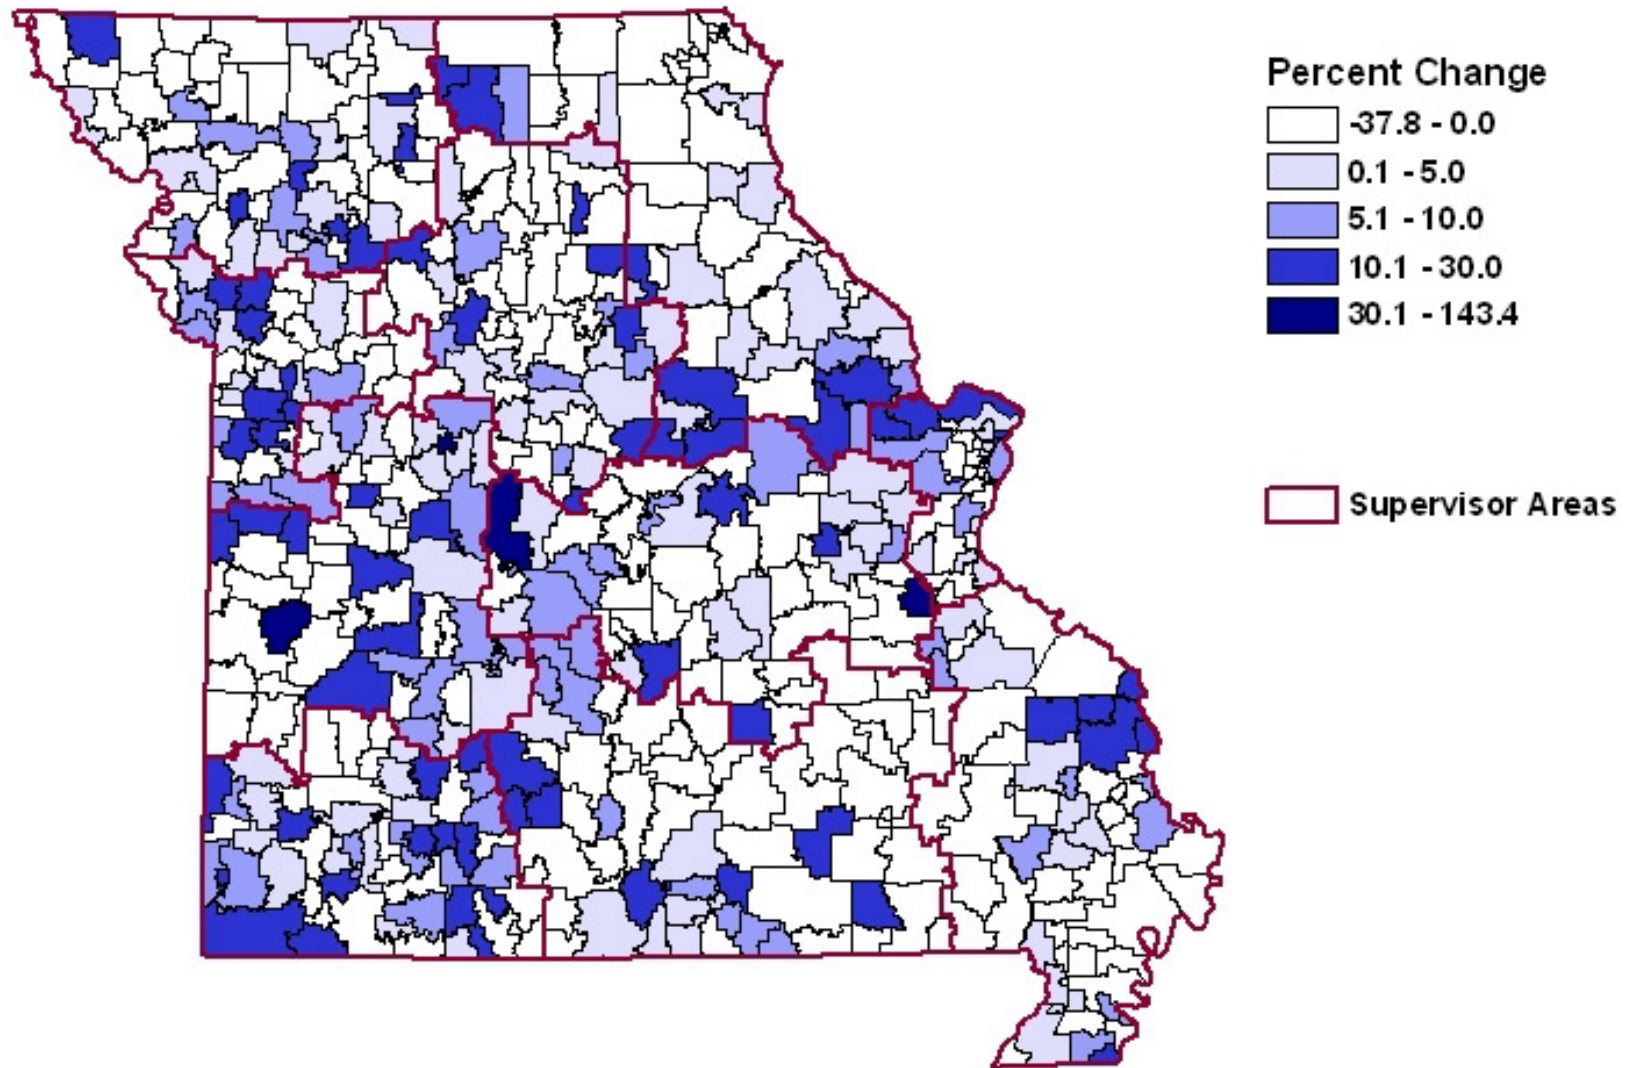 Percent Change
-37.8 - 0.0
0.1 - 5.0
5.1 - 10.0
10.1 - 30.0
30.1 - 143.4
Supervisor Areas